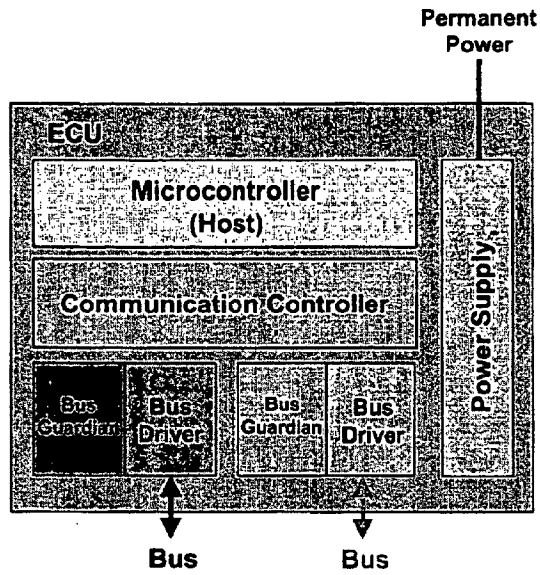 Permanent
Power
ECU
Microcontroller
(Host)
Communication Controller
Power Supply
Bus
Guardian
Bus
Driver
Bus
Guardian
Bus
Driver
Bus
Bus